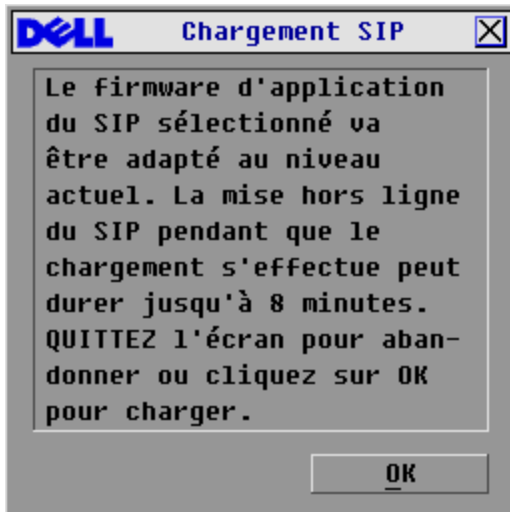 DELL Chargement SIP
Le firmware d'application
du SIP sélectionné va
être adapté au niveau
actuel. La mise hors ligne
du SIP pendant que le
chargement s'effectue peut
durer jusqu'à 8 minutes.
QUITTEZ l'écran pour aban-
donner ou cliquez sur OK
pour charger.
OK